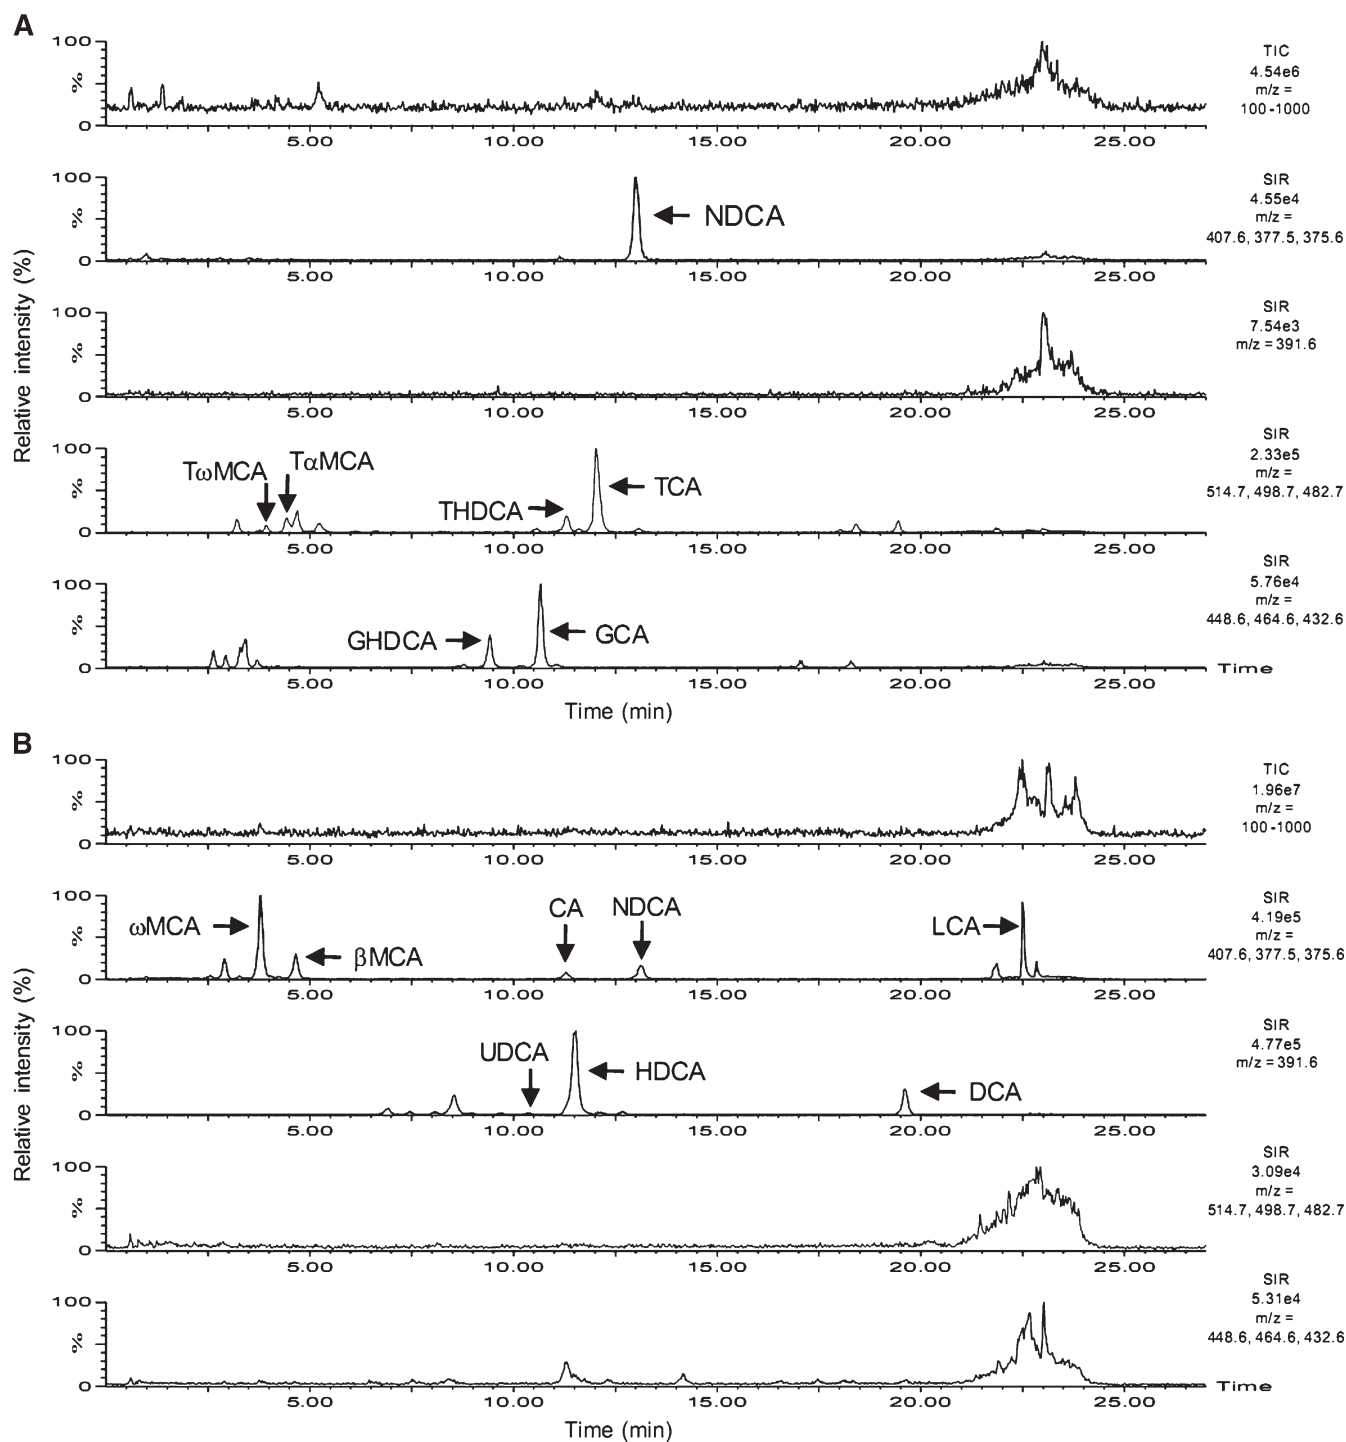 A
100
%
0
5.00 10.00 15.00 20.00 25.00
TIC
4.54e6
m/z =
100-1000
100
%
0
NDCA
5.00 10.00 15.00 20.00 25.00
SIR
4.55e4
m/z =
407.6, 377.5, 375.6
100
%
0
5.00 10.00 15.00 20.00 25.00
SIR
7.54e3
m/z = 391.6
Relative intensity (%)
100
%
0
TωMCA TαMCA
THDCA TCA
5.00 10.00 15.00 20.00 25.00
SIR
2.33e5
m/z =
514.7, 498.7, 482.7
100
%
0
GHDCA GCA
5.00 10.00 15.00 20.00 25.00
SIR
5.76e4
m/z =
448.6, 464.6, 432.6
Time
Time (min)
B
100
%
0
5.00 10.00 15.00 20.00 25.00
TIC
1.96e7
m/z =
100-1000
100
%
0
ωMCA βMCA CA NDCA LCA
5.00 10.00 15.00 20.00 25.00
SIR
4.19e5
m/z =
407.6, 377.5, 375.6
Relative intensity (%)
100
%
0
UDCA HDCA DCA
5.00 10.00 15.00 20.00 25.00
SIR
4.77e5
m/z = 391.6
100
%
0
5.00 10.00 15.00 20.00 25.00
SIR
3.09e4
m/z =
514.7, 498.7, 482.7
100
%
0
5.00 10.00 15.00 20.00 25.00
SIR
5.31e4
m/z =
448.6, 464.6, 432.6
Time
Time (min)